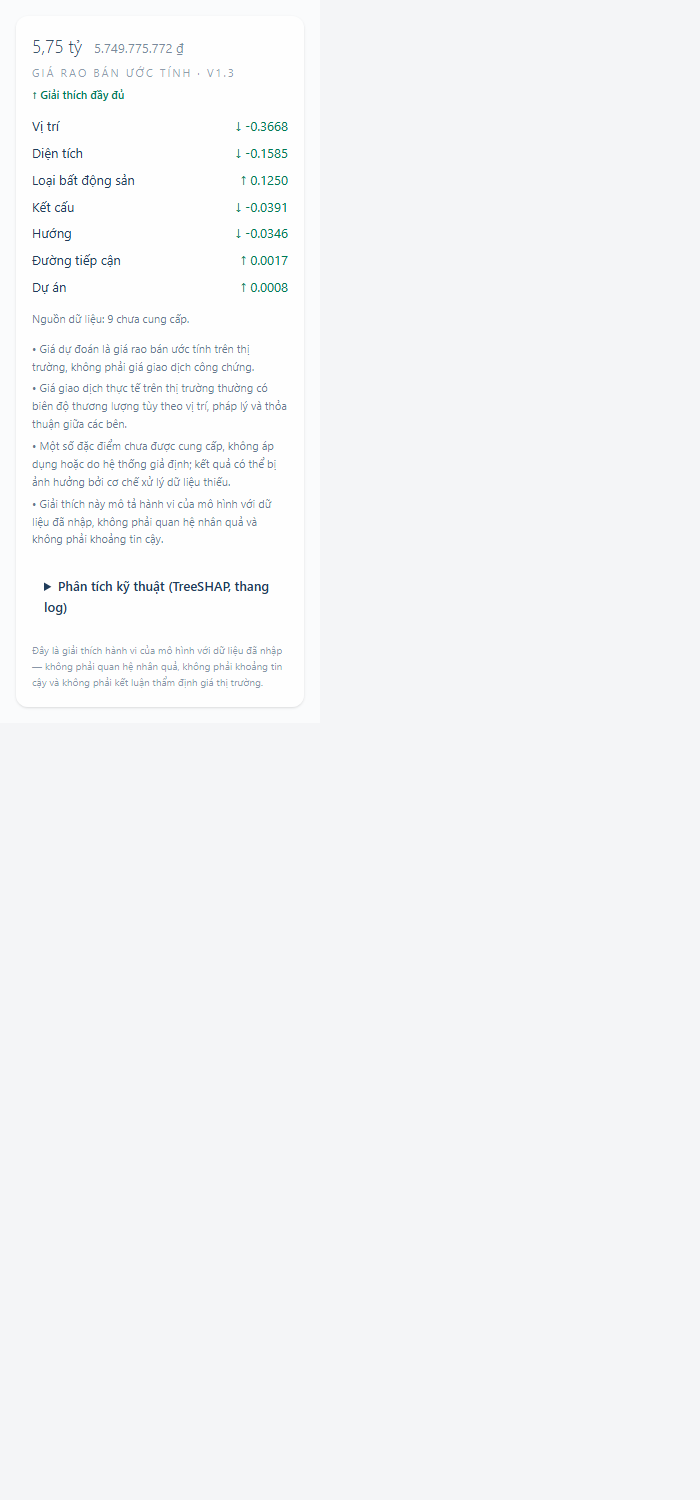 5,75 tỷ 5.749.775.772 ₫
GIÁ RAO BÁN ƯỚC TÍNH · V1.3
↑ Giải thích đầy đủ
Vị trí ↓ -0.3668
Diện tích ↓ -0.1585
Loại bất động sản ↑ 0.1250
Kết cấu ↓ -0.0391
Hướng ↓ -0.0346
Đường tiếp cận ↑ 0.0017
Dự án ↑ 0.0008
Nguồn dữ liệu: 9 chưa cung cấp.
• Giá dự đoán là giá rao bán ước tính trên thị
trường, không phải giá giao dịch công chứng.
• Giá giao dịch thực tế trên thị trường thường có
biên độ thương lượng tùy theo vị trí, pháp lý và thỏa
thuận giữa các bên.
• Một số đặc điểm chưa được cung cấp, không áp
dụng hoặc do hệ thống giả định; kết quả có thể bị
ảnh hưởng bởi cơ chế xử lý dữ liệu thiếu.
• Giải thích này mô tả hành vi của mô hình với dữ
liệu đã nhập, không phải quan hệ nhân quả và
không phải khoảng tin cậy.
▶ Phân tích kỹ thuật (TreeSHAP, thang
log)
Đây là giải thích hành vi của mô hình với dữ liệu đã nhập
— không phải quan hệ nhân quả, không phải khoảng tin
cậy và không phải kết luận thẩm định giá thị trường.